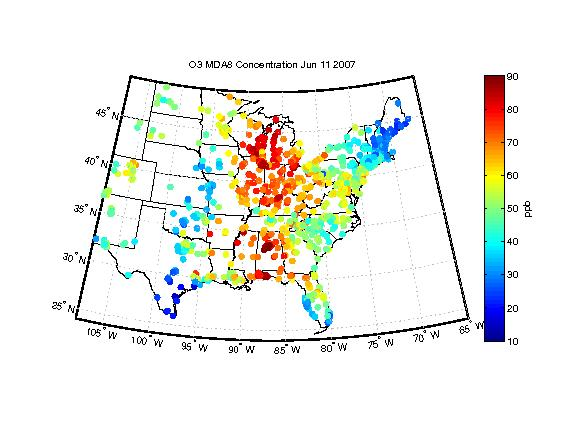 O3 MDA8 Concentration Jun 11 2007
90
80
70
60
50
40
30
20
10
ppb
45° N
40° N
35° N
30° N
25° N
105° W
100° W
95° W
90° W
85° W
80° W
75° W
70° W
65° W